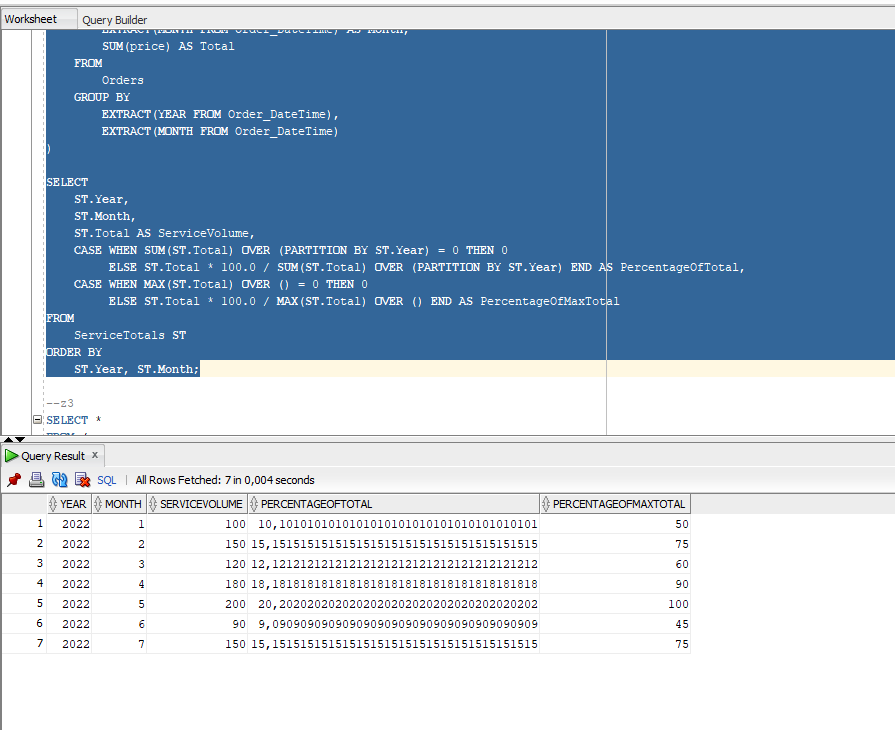 Worksheet Query Builder
EXTRACT(MONTH FROM Order_DateTime) AS Month,
SUM(price) AS Total
FROM
Orders
GROUP BY
EXTRACT(YEAR FROM Order_DateTime),
EXTRACT(MONTH FROM Order_DateTime)
)
SELECT
ST.Year,
ST.Month,
ST.Total AS ServiceVolume,
CASE WHEN SUM(ST.Total) OVER (PARTITION BY ST.Year) = 0 THEN 0
ELSE ST.Total * 100.0 / SUM(ST.Total) OVER (PARTITION BY ST.Year) END AS PercentageOfTotal,
CASE WHEN MAX(ST.Total) OVER () = 0 THEN 0
ELSE ST.Total * 100.0 / MAX(ST.Total) OVER () END AS PercentageOfMaxTotal
FROM
ServiceTotals ST
ORDER BY
ST.Year, ST.Month;
--z3
SELECT *
Query Result x
SQL | All Rows Fetched: 7 in 0,004 seconds
YEAR MONTH SERVICEVOLUME PERCENTAGEOFTOTAL PERCENTAGEOFMAXTOTAL
1 2022 1 100 10,10101010101010101010101010101010101010 50
2 2022 2 150 15,15151515151515151515151515151515151515 75
3 2022 3 120 12,12121212121212121212121212121212121212 60
4 2022 4 180 18,18181818181818181818181818181818181818 90
5 2022 5 200 20,20202020202020202020202020202020202020 100
6 2022 6 90 9,09090909090909090909090909090909090909 45
7 2022 7 150 15,15151515151515151515151515151515151515 75